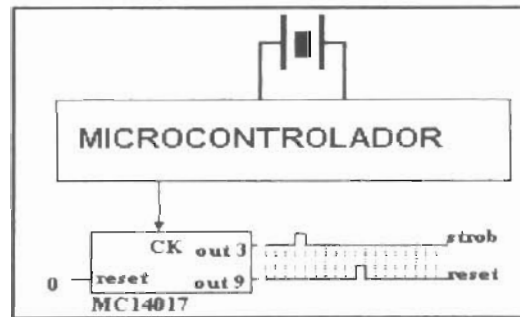 MICROCONTROLADOR
CK out 3 strob
0 reset out 9 reset
MC14017